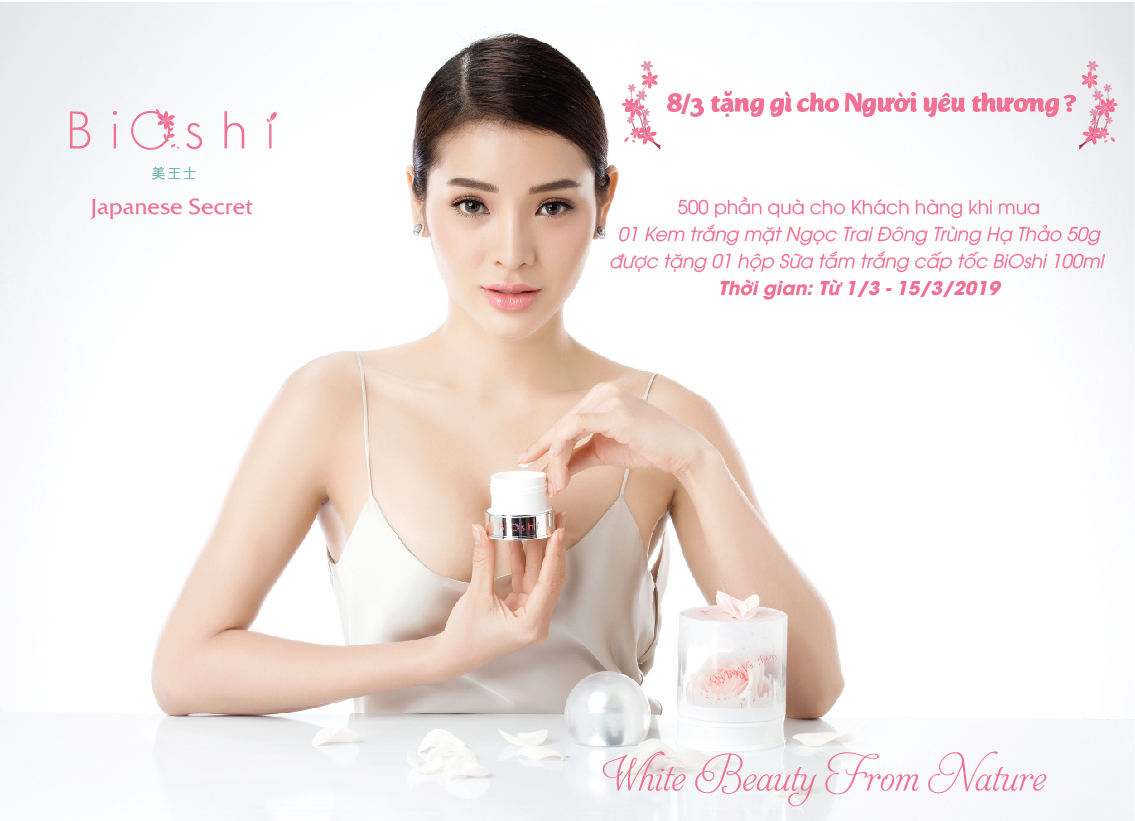 BiOshi
美王士
Japanese Secret
8/3 tặng gì cho Người yêu thương ?
500 phần quà cho Khách hàng khi mua
01 Kem trắng mặt Ngọc Trai Đông Trùng Hạ Thảo 50g
được tặng 01 hộp Sữa tắm trắng cấp tốc BiOshi 100ml
Thời gian: Từ 1/3 - 15/3/2019
BiOshi
White Beauty From Nature